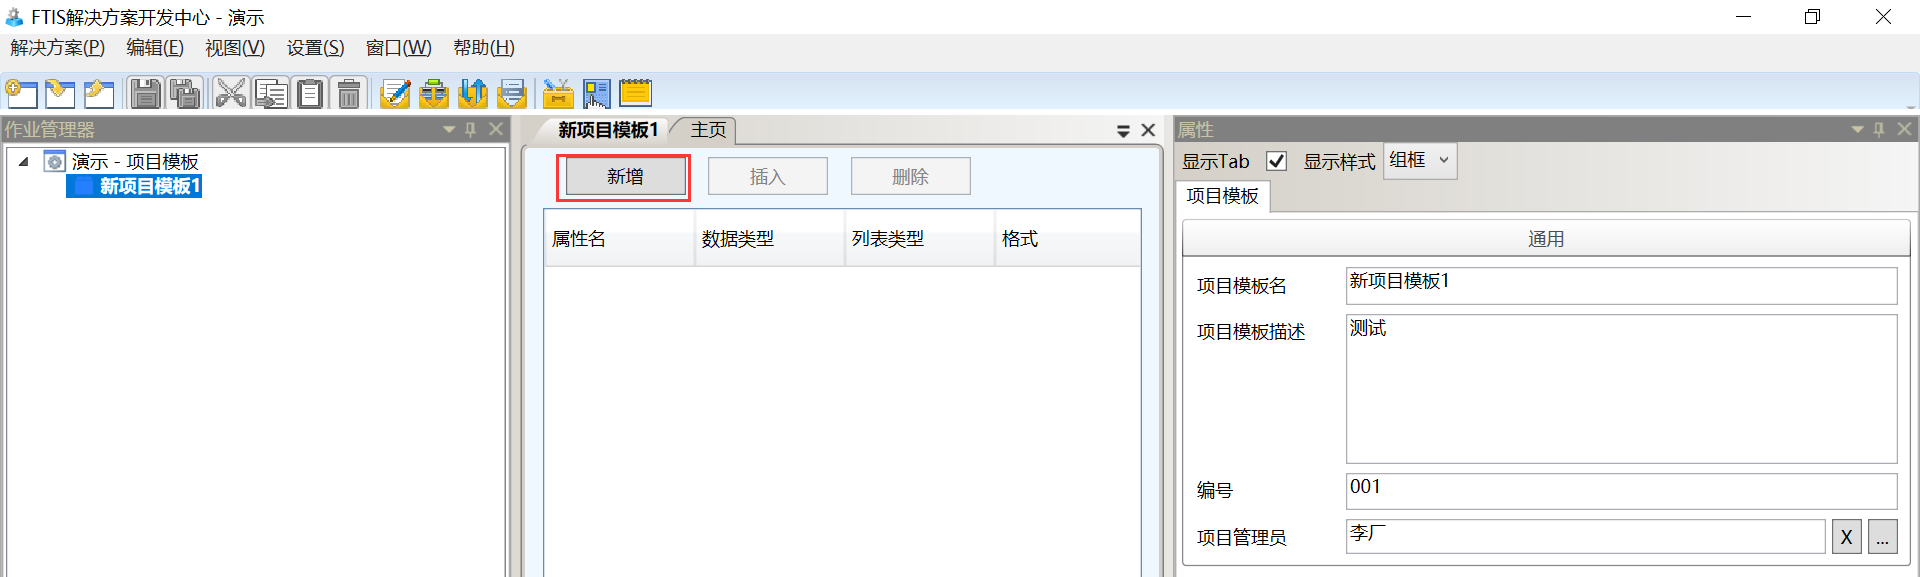 FTIS解决方案开发中心 - 演示
解决方案(P) 编辑(E) 视图(V) 设置(S) 窗口(W) 帮助(H)
作业管理器
演示 - 项目模板
新项目模板1
新项目模板1 主页
新增 插入 删除
属性名 数据类型 列表类型 格式
属性
显示Tab 显示样式 组框
项目模板
通用
项目模板名 新项目模板1
项目模板描述 测试
编号 001
项目管理员 李厂 X ...